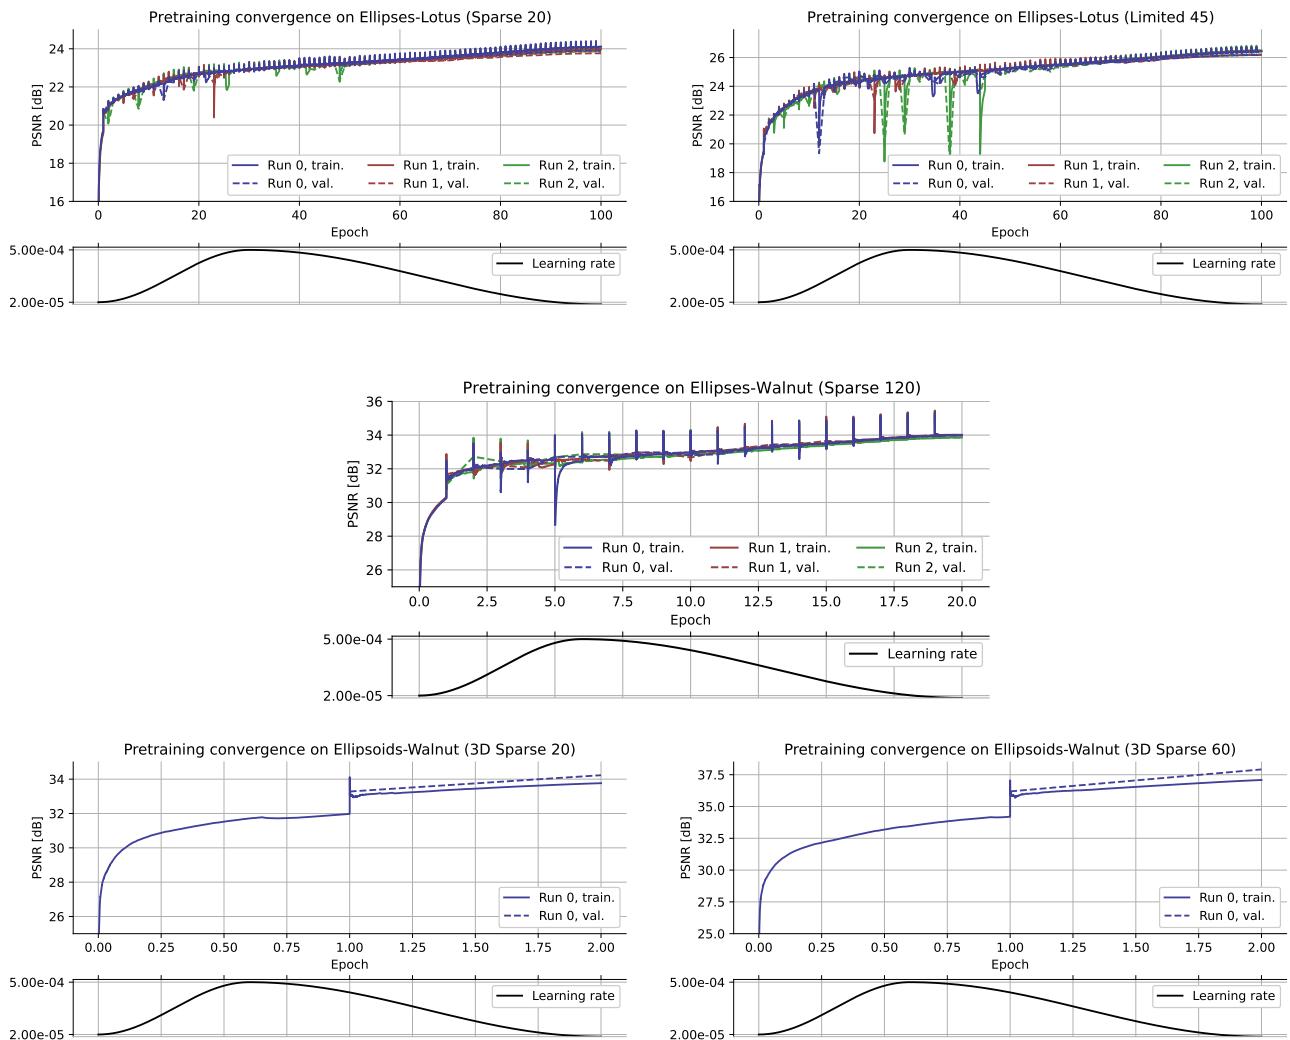 Pretraining convergence on Ellipses-Lotus (Sparse 20)
24
22
20
18
16
PSNR [dB]
Run 0, train.
Run 1, train.
Run 2, train.
Run 0, val.
Run 1, val.
Run 2, val.
0 20 40 60 80 100
Epoch
5.00e-04
2.00e-05
Learning rate
Pretraining convergence on Ellipses-Lotus (Limited 45)
26
24
22
20
18
16
PSNR [dB]
Run 0, train.
Run 1, train.
Run 2, train.
Run 0, val.
Run 1, val.
Run 2, val.
0 20 40 60 80 100
Epoch
5.00e-04
2.00e-05
Learning rate
Pretraining convergence on Ellipses-Walnut (Sparse 120)
36
34
32
30
28
26
PSNR [dB]
Run 0, train.
Run 1, train.
Run 2, train.
Run 0, val.
Run 1, val.
Run 2, val.
0.0 2.5 5.0 7.5 10.0 12.5 15.0 17.5 20.0
Epoch
5.00e-04
2.00e-05
Learning rate
Pretraining convergence on Ellipsoids-Walnut (3D Sparse 20)
34
32
30
28
26
PSNR [dB]
Run 0, train.
Run 0, val.
0.00 0.25 0.50 0.75 1.00 1.25 1.50 1.75 2.00
Epoch
5.00e-04
2.00e-05
Learning rate
Pretraining convergence on Ellipsoids-Walnut (3D Sparse 60)
37.5
35.0
32.5
30.0
27.5
25.0
PSNR [dB]
Run 0, train.
Run 0, val.
0.00 0.25 0.50 0.75 1.00 1.25 1.50 1.75 2.00
Epoch
5.00e-04
2.00e-05
Learning rate